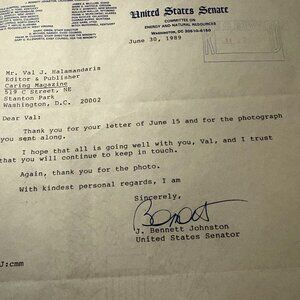 United States Senate
COMMITTEE ON
ENERGY AND NATURAL RESOURCES
WASHINGTON, DC 20510-6150
June 30, 1989
Mr. Val J. Halamandaris
Editor & Publisher
Caring Magazine
519 C Street, NE
Stanton Park
Washington, D.C. 20002
Dear Val:
Thank you for your letter of June 15 and for the photograph
you sent along.
I hope that all is going well with you, Val, and I trust
that you will continue to keep in touch.
Again, thank you for the photo.
With kindest personal regards, I am
Sincerely,
J. Bennett Johnston
United States Senator
J:cmm